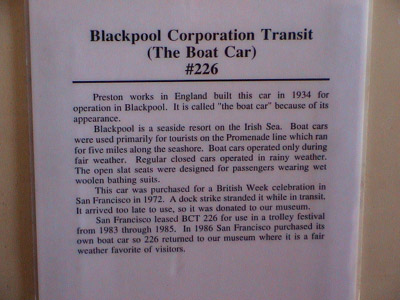 Blackpool Corporation Transit
(The Boat Car)
#226
Preston works in England built this car in 1934 for
operation in Blackpool. It is called "the boat car" because of its
appearance.
Blackpool is a seaside resort on the Irish Sea. Boat cars
were used primarily for tourists on the Promenade line which ran
for five miles along the seashore. Boat cars operated only during
fair weather. Regular closed cars operated in rainy weather.
The open slat seats were designed for passengers wearing wet
woolen bathing suits.
This car was purchased for a British Week celebration in
San Francisco in 1972. A dock strike stranded it while in transit.
It arrived too late to use, so it was donated to our museum.
San Francisco leased BCT 226 for use in a trolley festival
from 1983 through 1985. In 1986 San Francisco purchased its
own boat car so 226 returned to our museum where it is a fair
weather favorite of visitors.